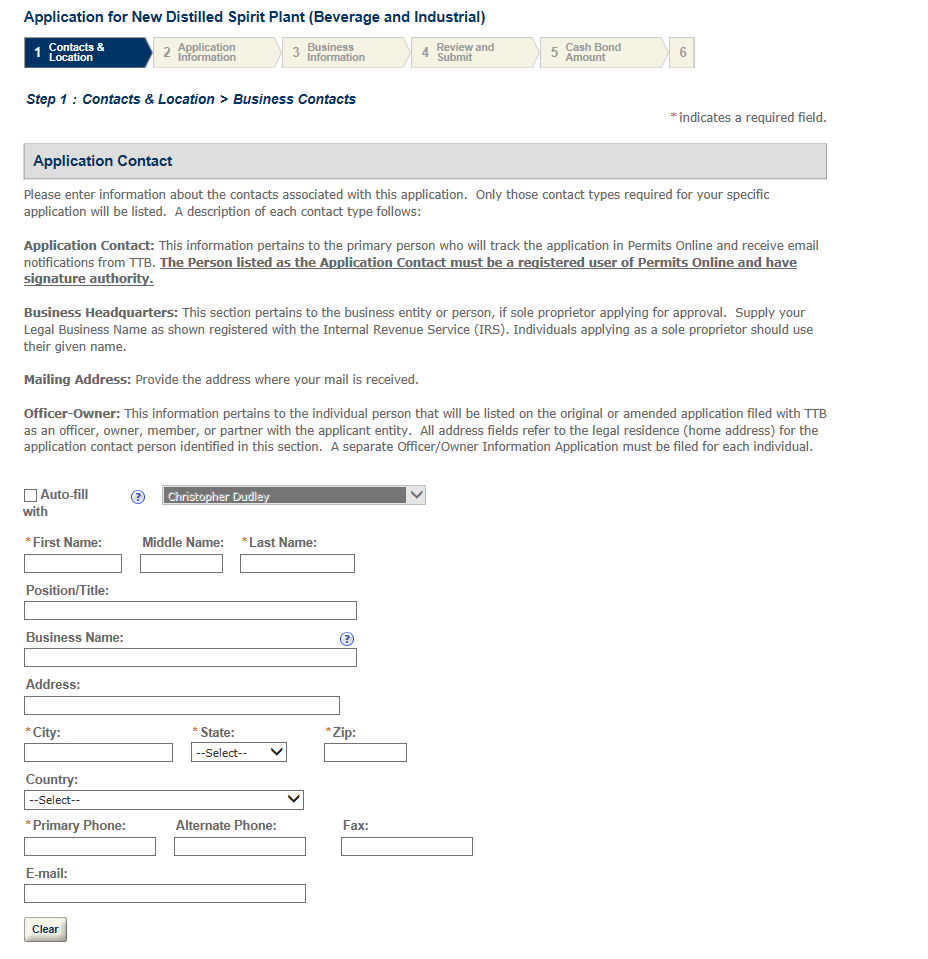 Application for New Distilled Spirit Plant (Beverage and Industrial)
1 Contacts & Location 2 Application Information 3 Business Information 4 Review and Submit 5 Cash Bond Amount 6
Step 1 : Contacts & Location > Business Contacts
* indicates a required field.
Application Contact
Please enter information about the contacts associated with this application.  Only those contact types required for your specific
application will be listed.  A description of each contact type follows:
Application Contact: This information pertains to the primary person who will track the application in Permits Online and receive email
notifications from TTB. The Person listed as the Application Contact must be a registered user of Permits Online and have
signature authority.
Business Headquarters: This section pertains to the business entity or person, if sole proprietor applying for approval.  Supply your
Legal Business Name as shown registered with the Internal Revenue Service (IRS). Individuals applying as a sole proprietor should use
their given name.
Mailing Address: Provide the address where your mail is received.
Officer-Owner: This information pertains to the individual person that will be listed on the original or amended application filed with TTB
as an officer, owner, member, or partner with the applicant entity.  All address fields refer to the legal residence (home address) for the
application contact person identified in this section.  A separate Officer/Owner Information Application must be filed for each individual.
Auto-fill ? Christopher Dudley
with
* First Name: Middle Name: * Last Name:
Position/Title:
Business Name: ?
Address:
* City: * State: * Zip:
--Select--
Country:
--Select--
* Primary Phone: Alternate Phone: Fax:
E-mail:
Clear